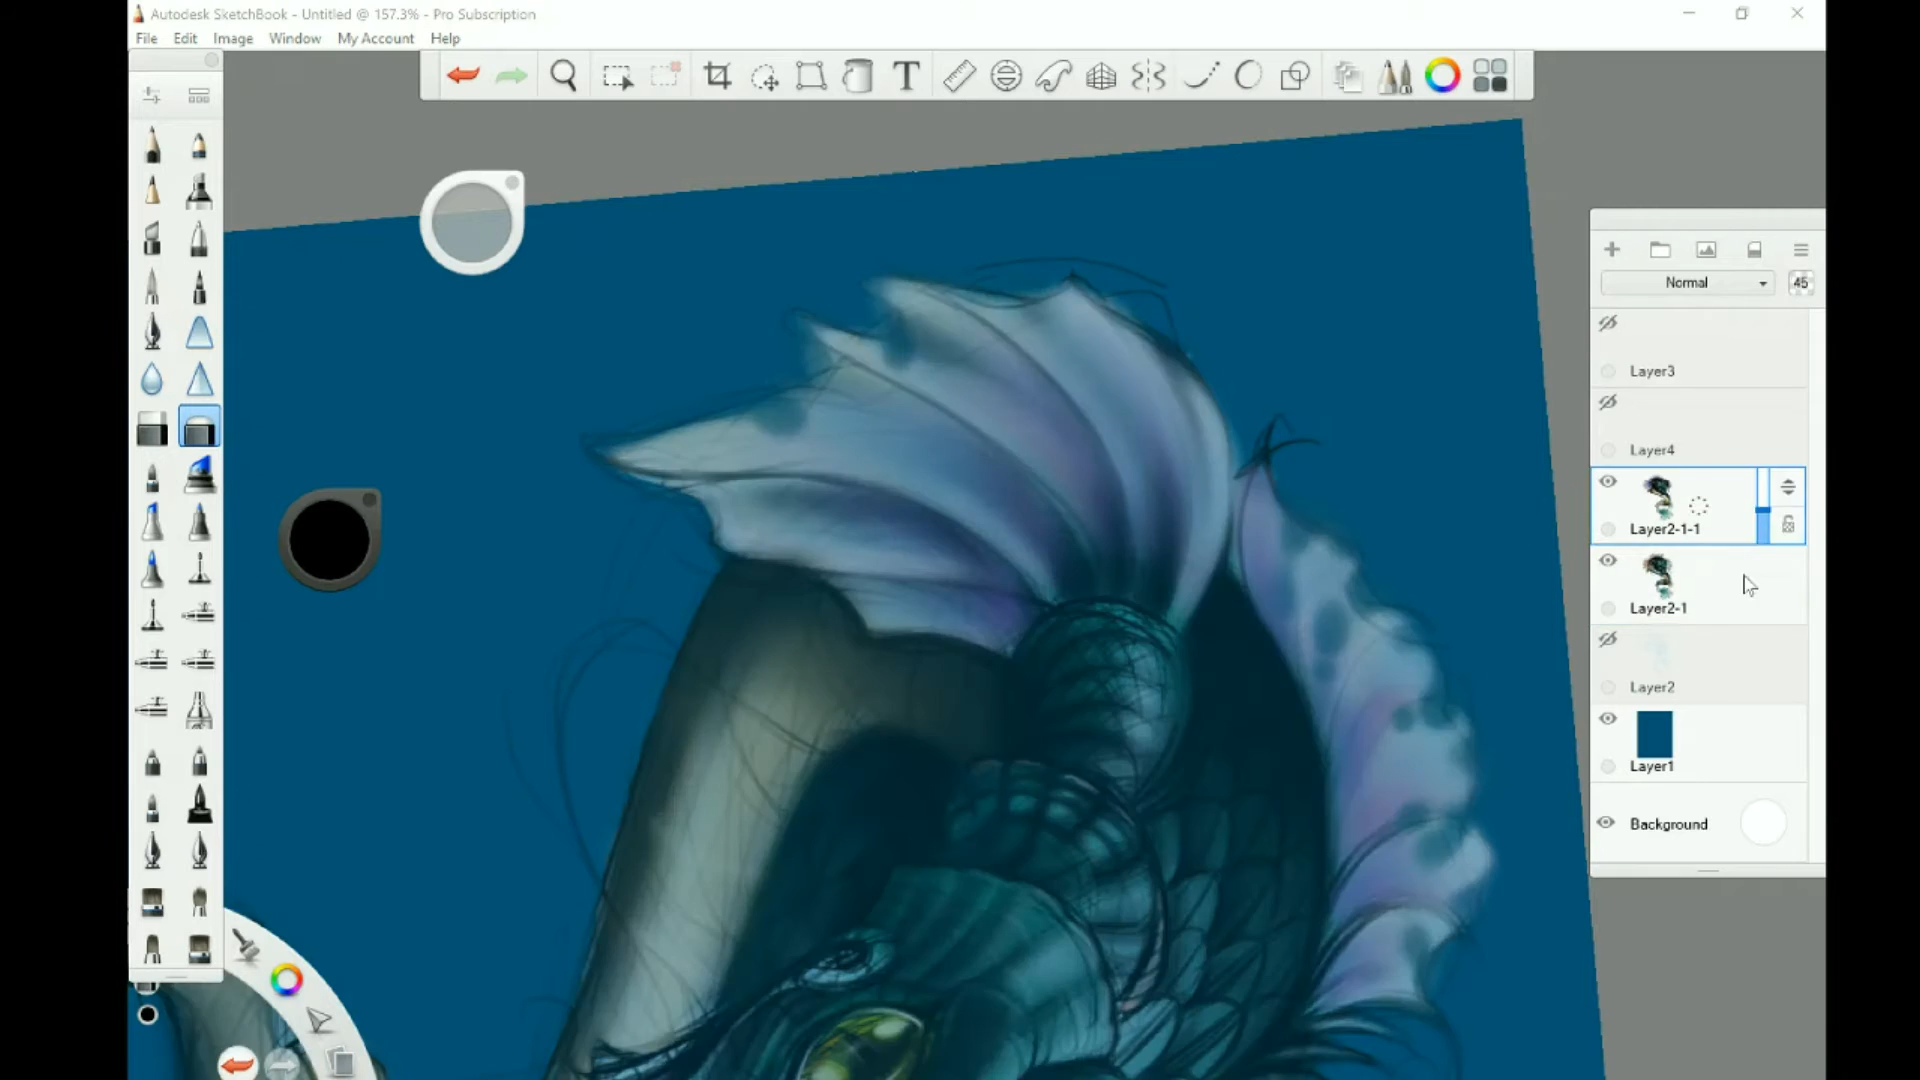 Autodesk SketchBook - Untitled @ 157.3% - Pro Subscription
File Edit Image Window My Account Help
T
Normal 45
Layer3
Layer4
Layer2-1-1
Layer2-1
Layer2
Layer1
Background